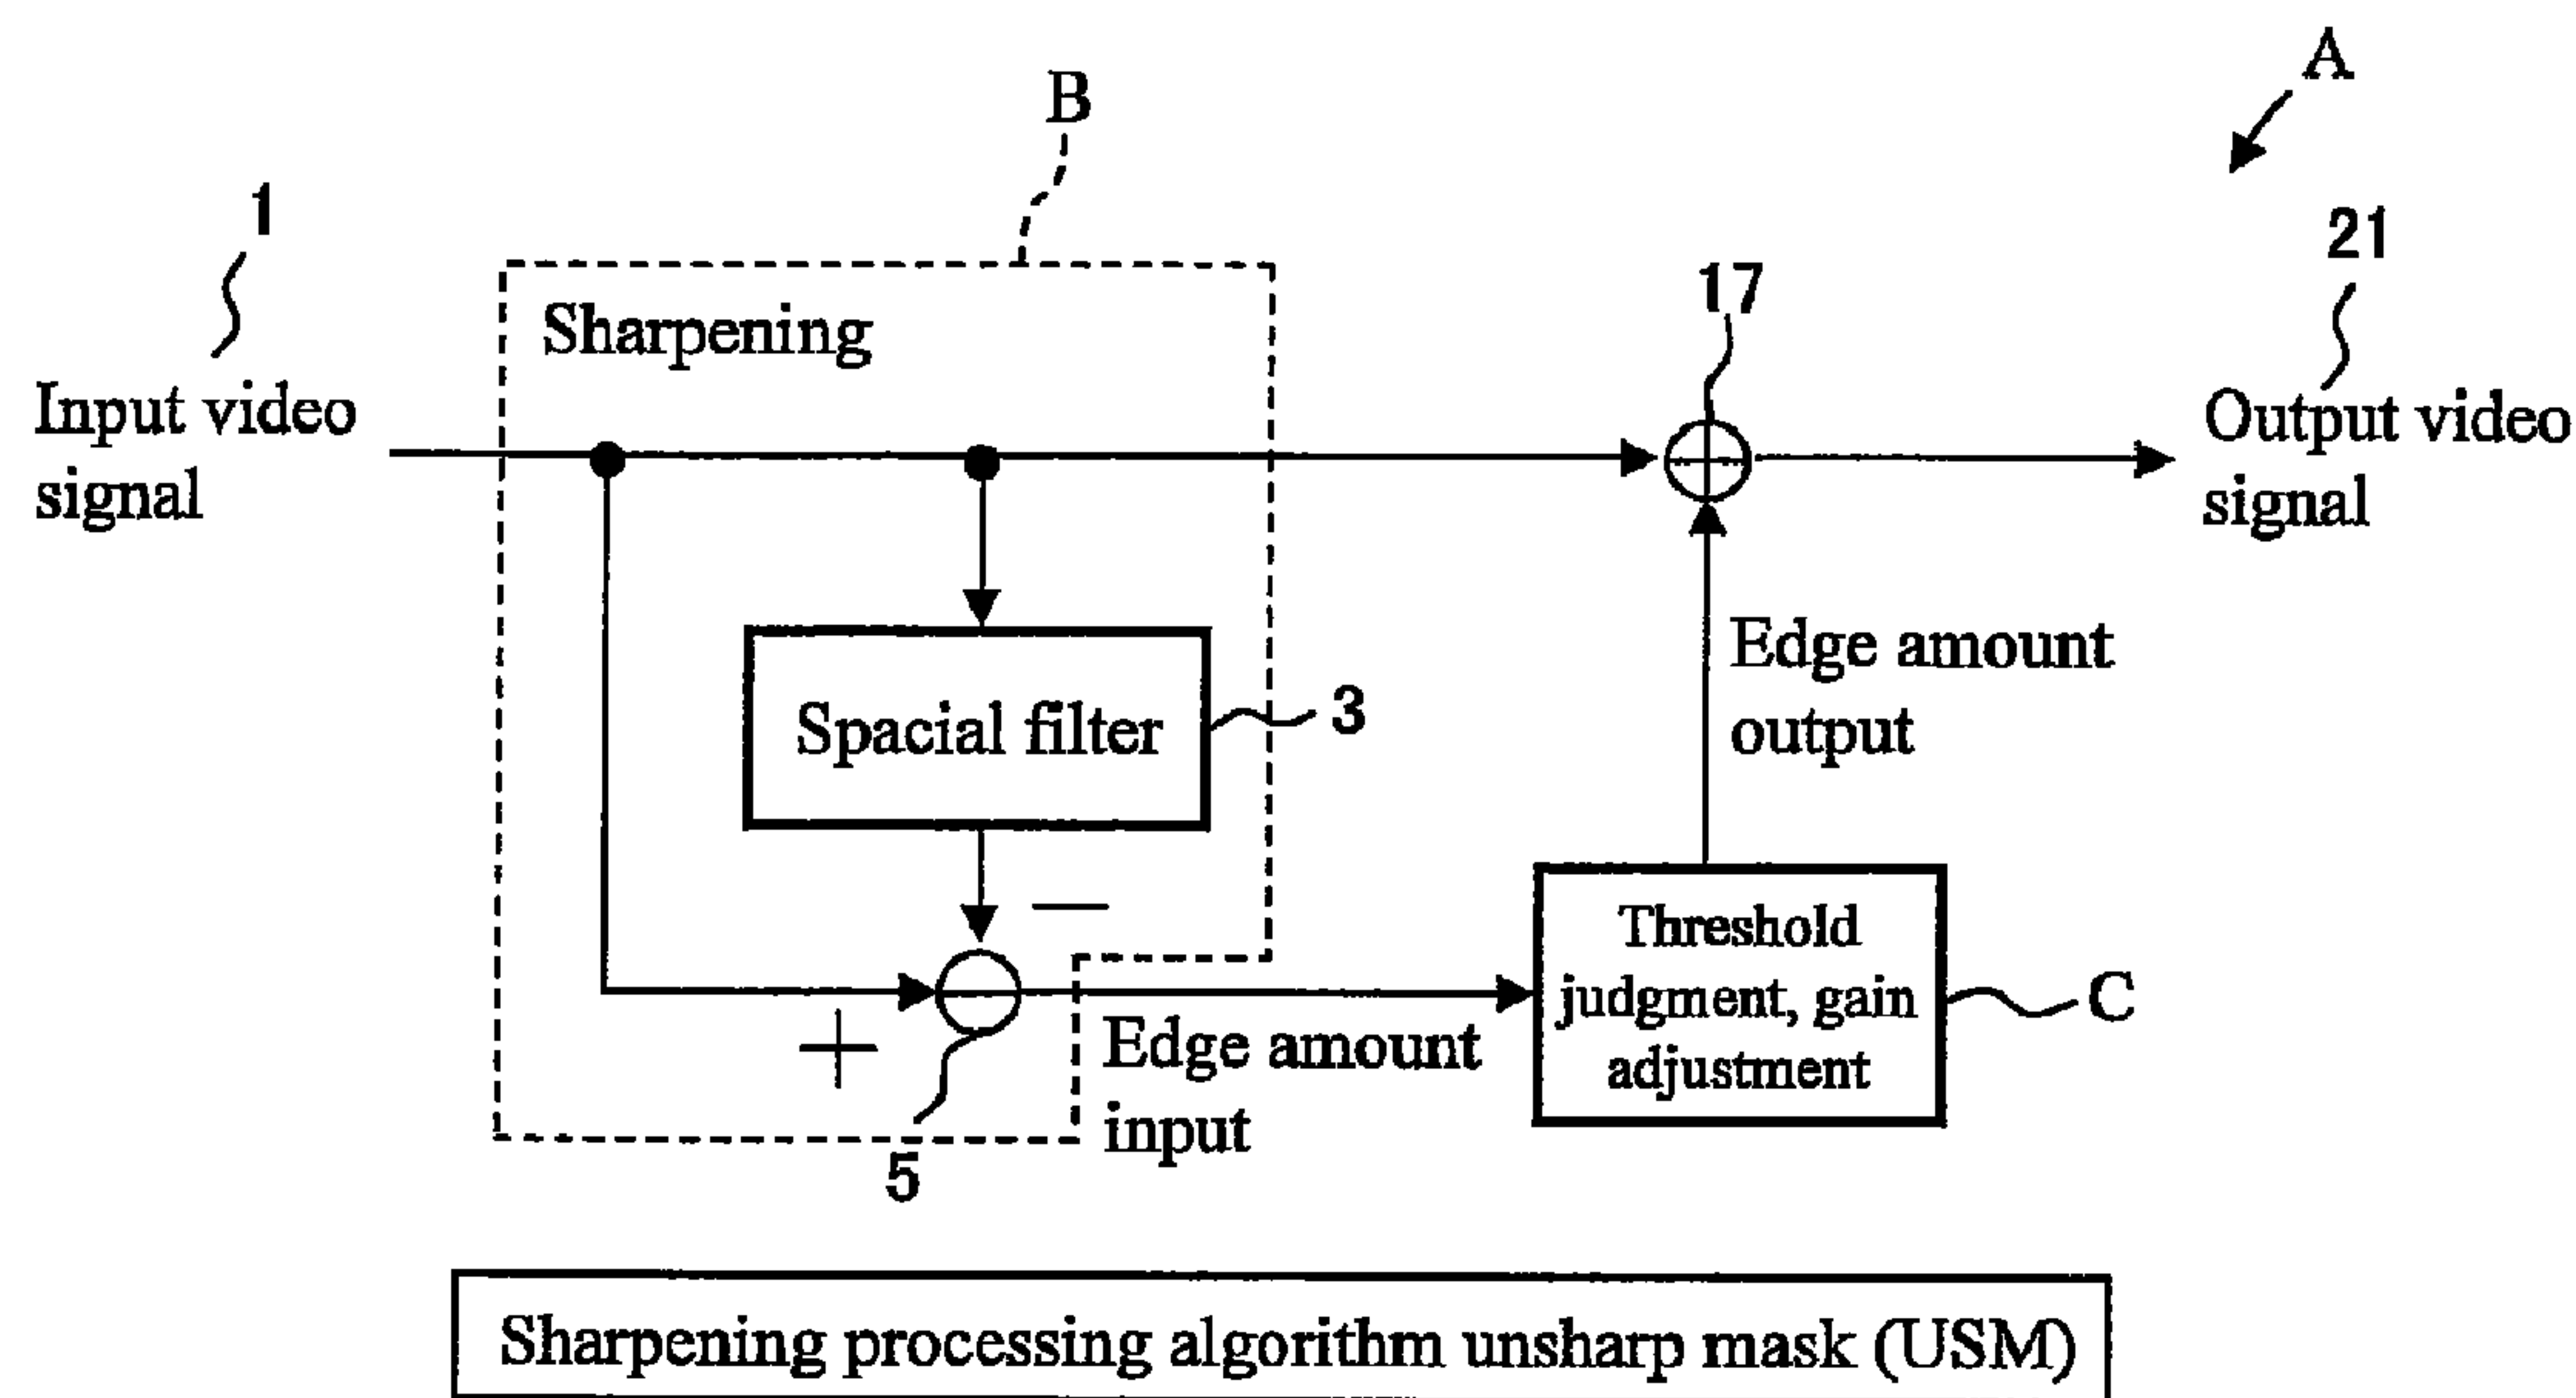 A
B
1
21
17
Sharpening
Input video
signal
Output video
signal
Edge amount
output
Spacial filter
3
—
Threshold
judgment, gain
adjustment
C
+
Edge amount
input
5
Sharpening processing algorithm unsharp mask (USM)